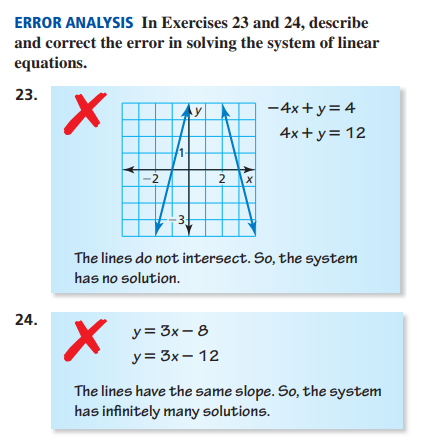 ERROR ANALYSIS In Exercises 23 and 24, describe
and correct the error in solving the system of linear
equations.
23.
y
−4x + y = 4
4x + y = 12
1
−2
2
x
−3
The lines do not intersect. So, the system
has no solution.
24.
y = 3x − 8
y = 3x − 12
The lines have the same slope. So, the system
has infinitely many solutions.